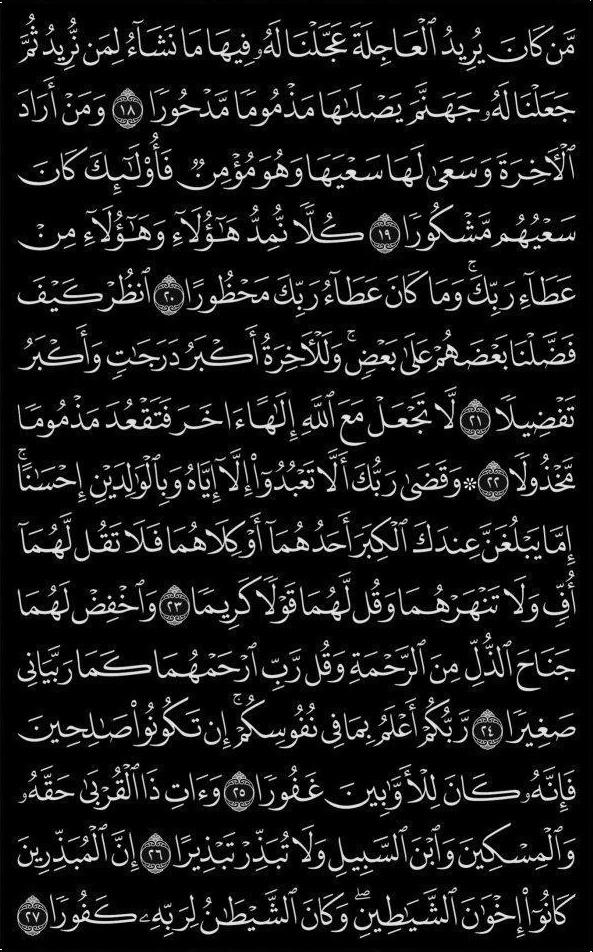 مَّن كَانَ يُرِيدُ ٱلْعَاجِلَةَ عَجَّلْنَا لَهُۥ فِيهَا مَا نَشَآءُ لِمَن نُّرِيدُ ثُمَّ
جَعَلْنَا لَهُۥ جَهَنَّمَ يَصْلَىٰهَا مَذْمُومًا مَّدْحُورًا ١٨ وَمَنْ أَرَادَ
ٱلْأٓخِرَةَ وَسَعَىٰ لَهَا سَعْيَهَا وَهُوَ مُؤْمِنٌ فَأُو۟لَٰٓئِكَ كَانَ
سَعْيُهُم مَّشْكُورًا ١٩ كُلًّا نُّمِدُّ هَٰٓؤُلَآءِ وَهَٰٓؤُلَآءِ مِنْ
عَطَآءِ رَبِّكَ ۚ وَمَا كَانَ عَطَآءُ رَبِّكَ مَحْظُورًا ٢٠ ٱنظُرْ كَيْفَ
فَضَّلْنَا بَعْضَهُمْ عَلَىٰ بَعْضٍ ۚ وَلَلْأٓخِرَةُ أَكْبَرُ دَرَجَٰتٍ وَأَكْبَرُ
تَفْضِيلًا ٢١ لَّا تَجْعَلْ مَعَ ٱللَّهِ إِلَٰهًا ءَاخَرَ فَتَقْعُدَ مَذْمُومًا
مَّخْذُولًا ٢٢ ۞ وَقَضَىٰ رَبُّكَ أَلَّا تَعْبُدُوٓا۟ إِلَّآ إِيَّاهُ وَبِٱلْوَٰلِدَيْنِ إِحْسَٰنًا ۚ
إِمَّا يَبْلُغَنَّ عِندَكَ ٱلْكِبَرَ أَحَدُهُمَآ أَوْ كِلَاهُمَا فَلَا تَقُل لَّهُمَآ
أُفٍّ وَلَا تَنْهَرْهُمَا وَقُل لَّهُمَا قَوْلًا كَرِيمًا ٢٣ وَٱخْفِضْ لَهُمَا
جَنَاحَ ٱلذُّلِّ مِنَ ٱلرَّحْمَةِ وَقُل رَّبِّ ٱرْحَمْهُمَا كَمَا رَبَّيَانِى
صَغِيرًا ٢٤ رَّبُّكُمْ أَعْلَمُ بِمَا فِى نُفُوسِكُمْ ۚ إِن تَكُونُوا۟ صَٰلِحِينَ
فَإِنَّهُۥ كَانَ لِلْأَوَّٰبِينَ غَفُورًا ٢٥ وَءَاتِ ذَا ٱلْقُرْبَىٰ حَقَّهُۥ
وَٱلْمِسْكِينَ وَٱبْنَ ٱلسَّبِيلِ وَلَا تُبَذِّرْ تَبْذِيرًا ٢٦ إِنَّ ٱلْمُبَذِّرِينَ
كَانُوٓا۟ إِخْوَٰنَ ٱلشَّيَٰطِينِ ۖ وَكَانَ ٱلشَّيْطَٰنُ لِرَبِّهِۦ كَفُورًا ٢٧